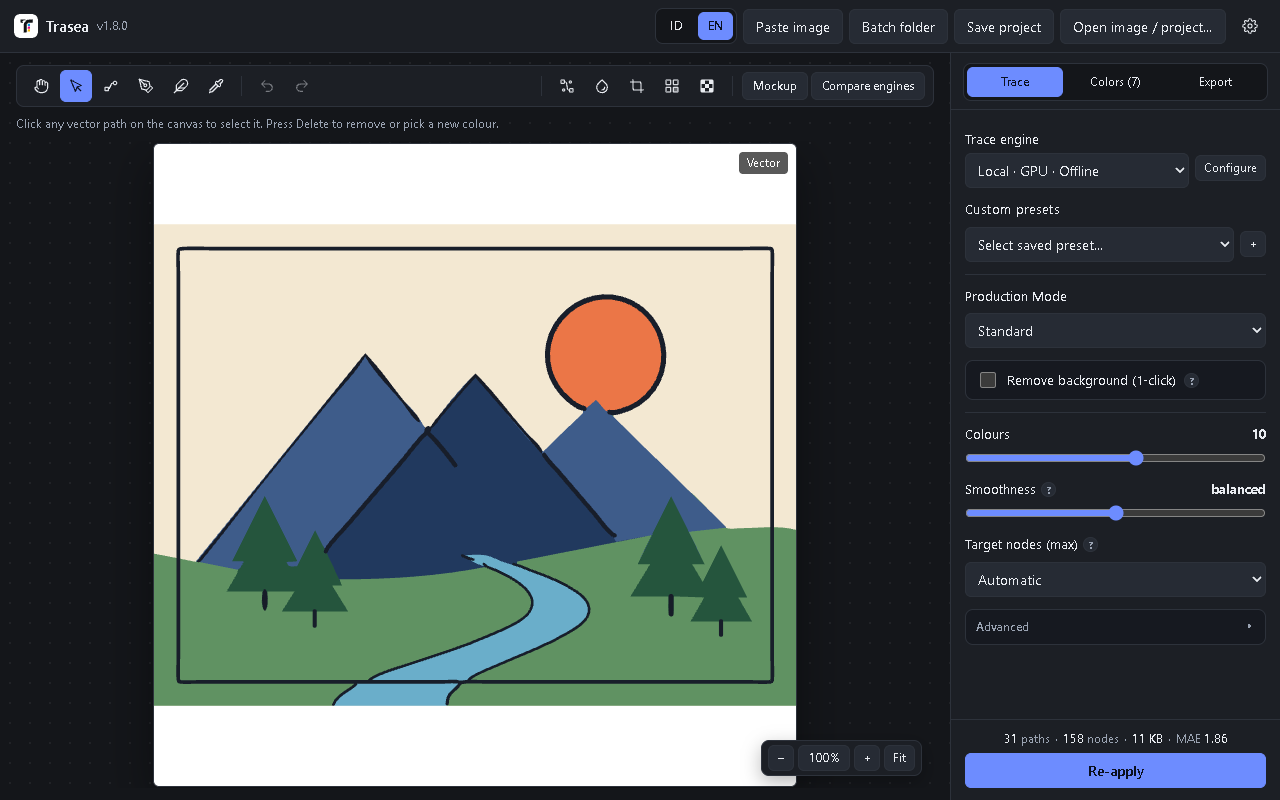 Trasea v1.8.0
ID EN Paste image Batch folder Save project Open image / project...
Mockup Compare engines
Click any vector path on the canvas to select it. Press Delete to remove or pick a new colour.
Vector
− 100% + Fit
Trace Colors (7) Export
Trace engine
Local · GPU · Offline Configure
Custom presets
Select saved preset... +
Production Mode
Standard
Remove background (1-click) ?
Colours 10
Smoothness ? balanced
Target nodes (max) ?
Automatic
Advanced
31 paths · 158 nodes · 11 KB · MAE 1.86
Re-apply